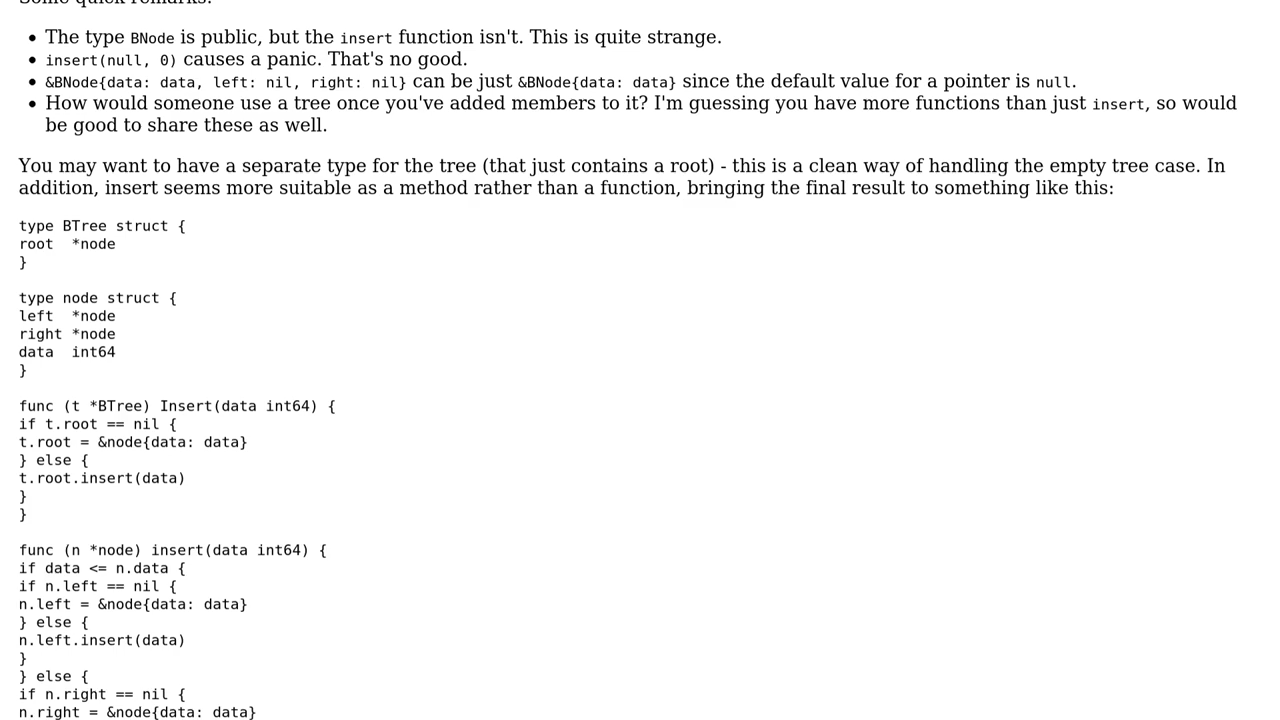 Some quick remarks:
• The type BNode is public, but the insert function isn't. This is quite strange.
• insert(null, 0) causes a panic. That's no good.
• &BNode{data: data, left: nil, right: nil} can be just &BNode{data: data} since the default value for a pointer is null.
• How would someone use a tree once you've added members to it? I'm guessing you have more functions than just insert, so would
be good to share these as well.
You may want to have a separate type for the tree (that just contains a root) - this is a clean way of handling the empty tree case. In
addition, insert seems more suitable as a method rather than a function, bringing the final result to something like this:
type BTree struct {
root  *node
}
type node struct {
left  *node
right *node
data  int64
}
func (t *BTree) Insert(data int64) {
if t.root == nil {
t.root = &node{data: data}
} else {
t.root.insert(data)
}
}
func (n *node) insert(data int64) {
if data <= n.data {
if n.left == nil {
n.left = &node{data: data}
} else {
n.left.insert(data)
}
} else {
if n.right == nil {
n.right = &node{data: data}